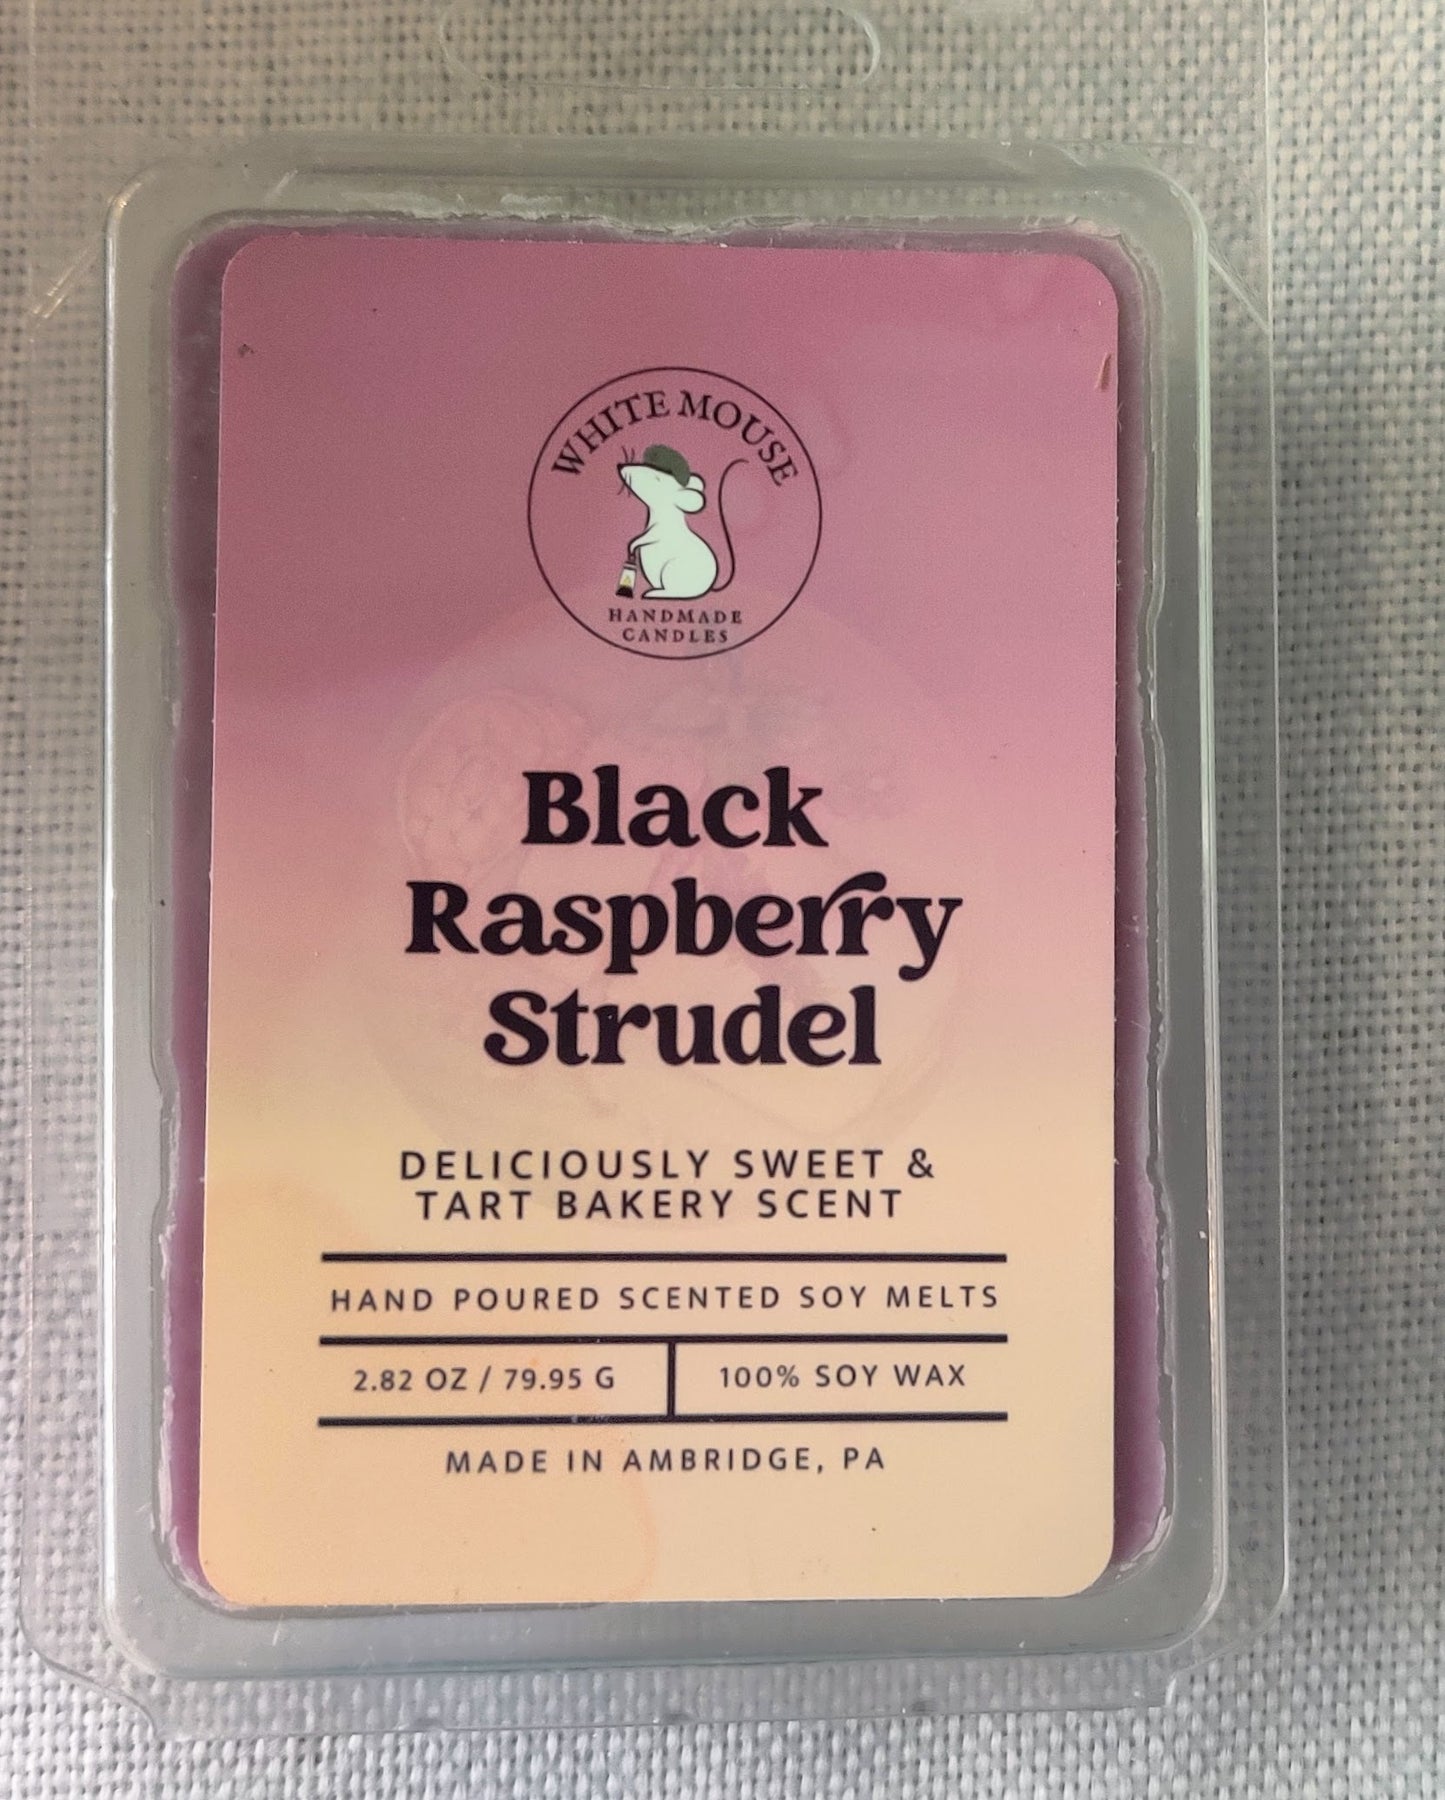 WHITE MOUSE
HANDMADE
CANDLES
Black
Raspberry
Strudel
DELICIOUSLY SWEET &
TART BAKERY SCENT
HAND POURED SCENTED SOY MELTS
2.82 OZ / 79.95 G
100% SOY WAX
MADE IN AMBRIDGE, PA